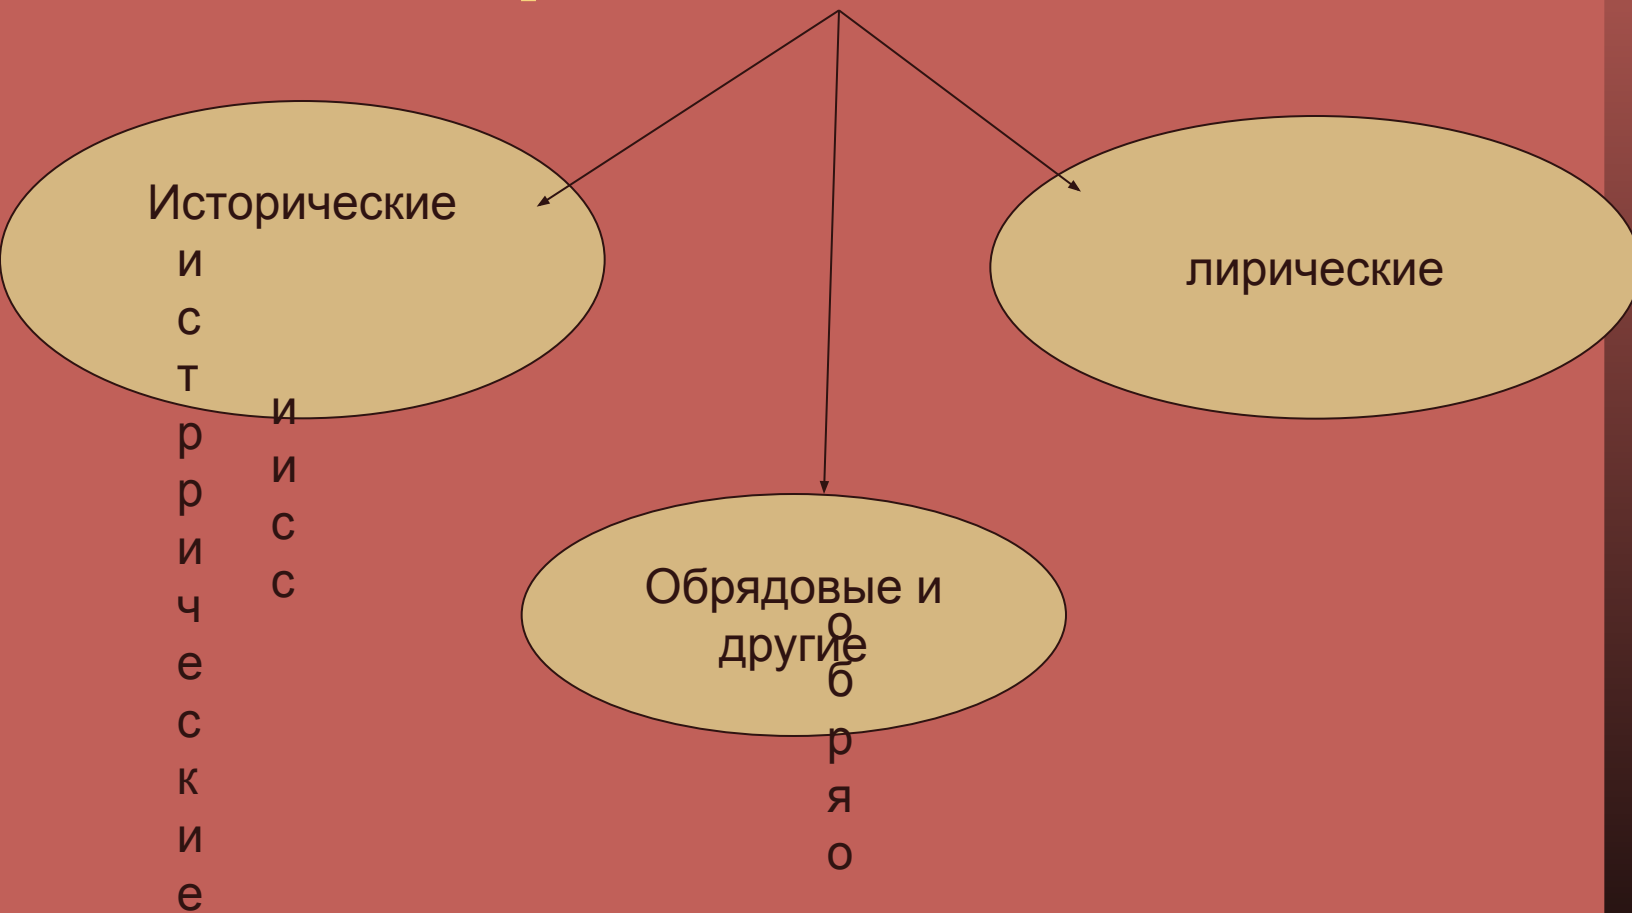 Исторические
лирические
и
с
т
р
р
и
ч
е
с
к
и
е
и
и
с
с
Обрядовые и
другие
о
б
р
я
о